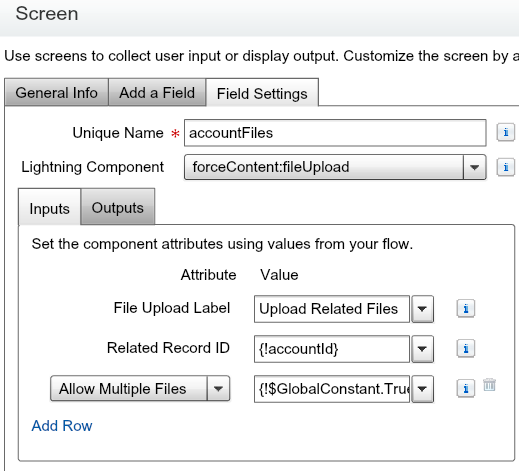 Screen
Use screens to collect user input or display output. Customize the screen by a
General Info Add a Field Field Settings
Unique Name * accountFiles
Lightning Component forceContent:fileUpload
Inputs Outputs
Set the component attributes using values from your flow.
Attribute Value
File Upload Label Upload Related Files
Related Record ID {!accountId}
Allow Multiple Files {!$GlobalConstant.True
Add Row